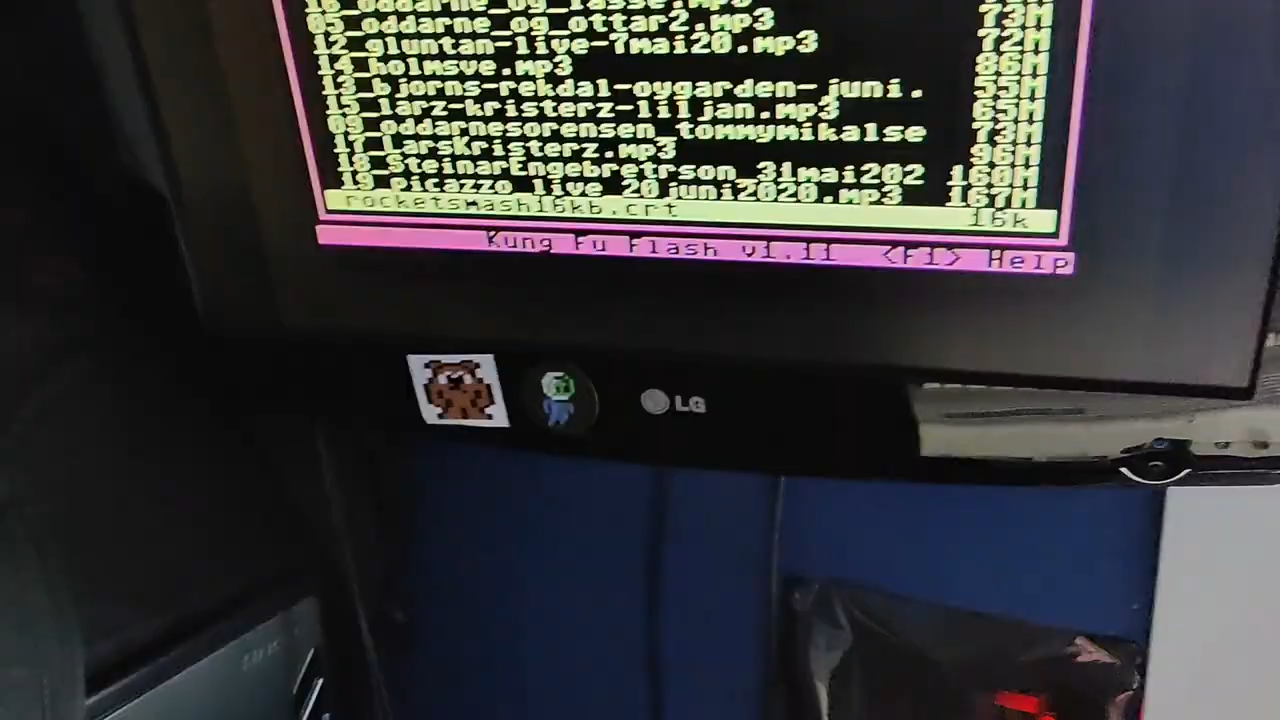 16_oddarne_og_lasse.mp3
05_oddarne_og_ottar2.mp3 73M
12_gluntan-live-7mai20.mp3 72M
14_holmsve.mp3 86M
13_bjorns-rekdal-oygarden-juni. 55M
15_larz-kristerz-liljan.mp3 65M
09_oddarnesorensen_tommymikalse 73M
17_LarsKristerz.mp3 96M
18_SteinarEngebretrson_31mai202 160M
19_picazzo_live_20juni2020.mp3 167M
rocketsmash16kb.crt 16k
Kung Fu Flash v1.11 <F1> Help
LG